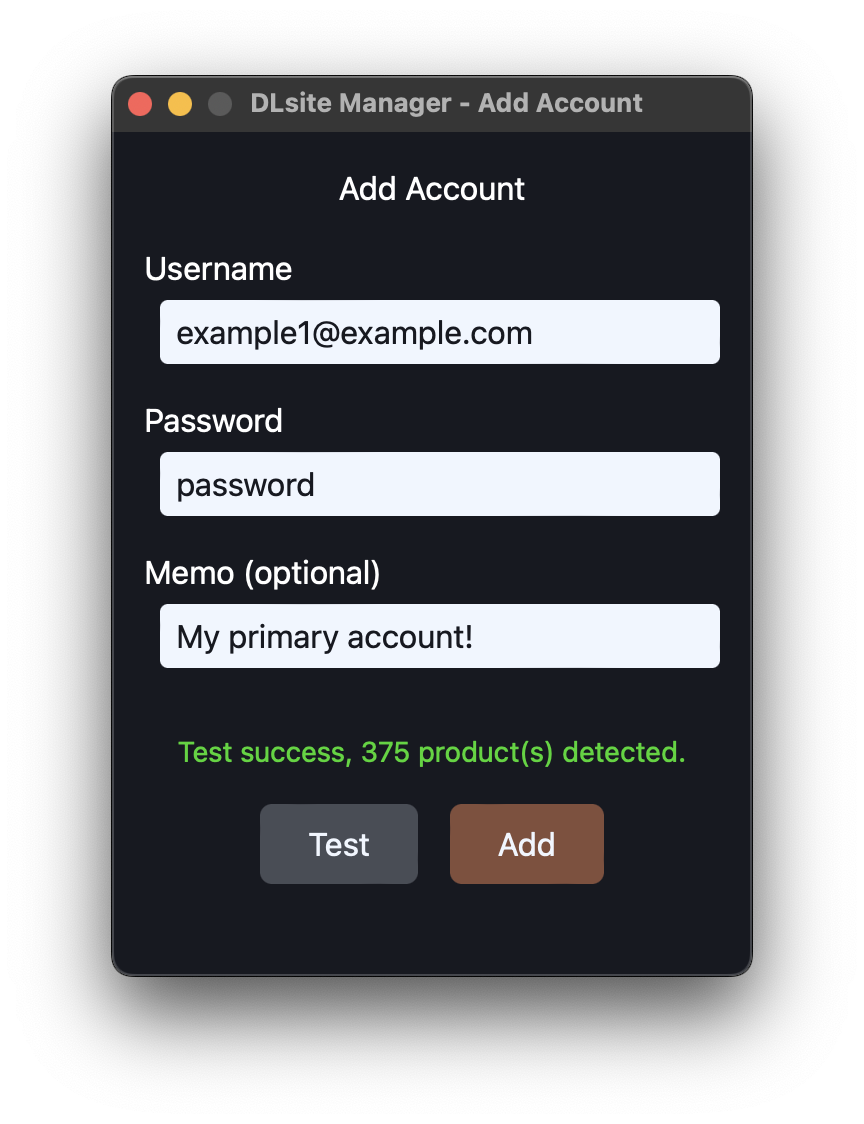 DLsite Manager - Add Account
Add Account
Username
example1@example.com
Password
password
Memo (optional)
My primary account!
Test success, 375 product(s) detected.
Test
Add